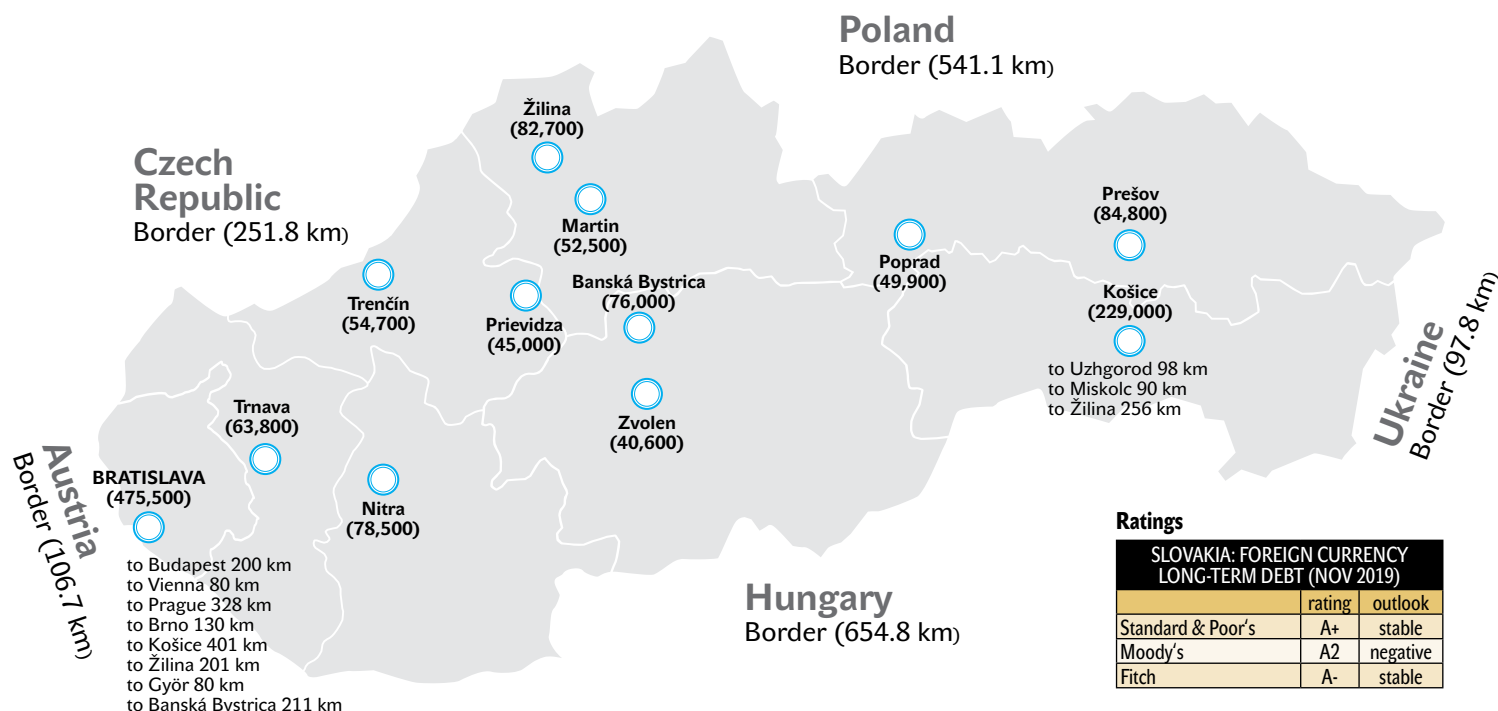 Poland
Border (541.1 km)
Žilina
(82,700)
Czech
Republic
Border (251.8 km)
Martin
(52,500)
Prešov
(84,800)
Poprad
(49,900)
Trenčín
(54,700)
Prievidza
(45,000)
Banská Bystrica
(76,000)
Košice
(229,000)
to Uzhgorod 98 km
to Miskolc 90 km
to Žilina 256 km
Ukraine
Border (97.8 km)
Trnava
(63,800)
Zvolen
(40,600)
Austria
Border (106.7 km)
BRATISLAVA
(475,500)
Nitra
(78,500)
to Budapest 200 km
to Vienna 80 km
to Prague 328 km
to Brno 130 km
to Košice 401 km
to Žilina 201 km
to Györ 80 km
to Banská Bystrica 211 km
Hungary
Border (654.8 km)
Ratings
SLOVAKIA: FOREIGN CURRENCY
LONG-TERM DEBT (NOV 2019)
rating outlook
Standard & Poor‘s A+ stable
Moody‘s A2 negative
Fitch A- stable